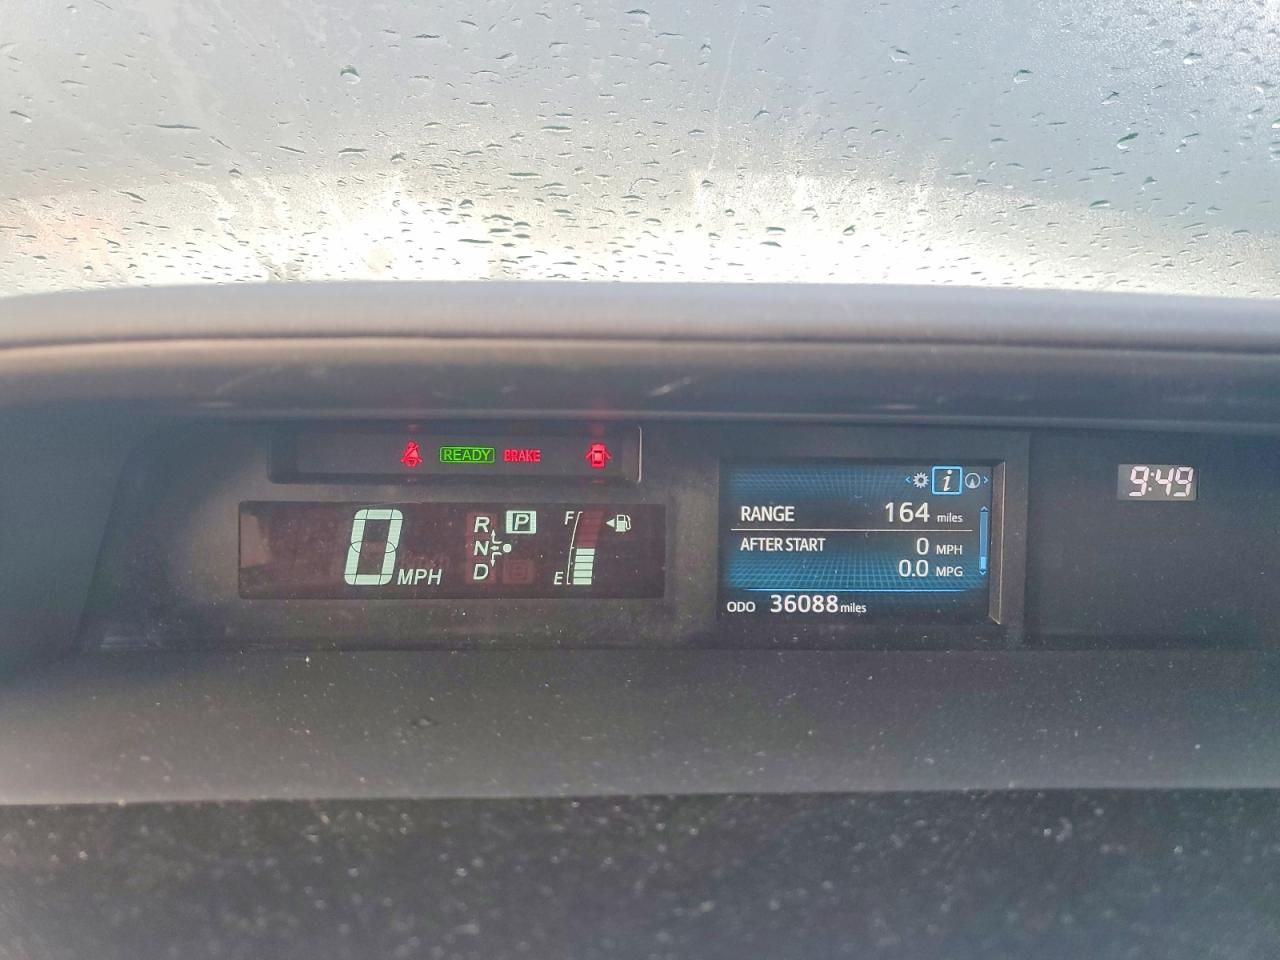 READY BRAKE
0 MPH
R P
N
D
F
E
i
RANGE 164 miles
AFTER START 0 MPH
0.0 MPG
ODO 36088 miles
9:49